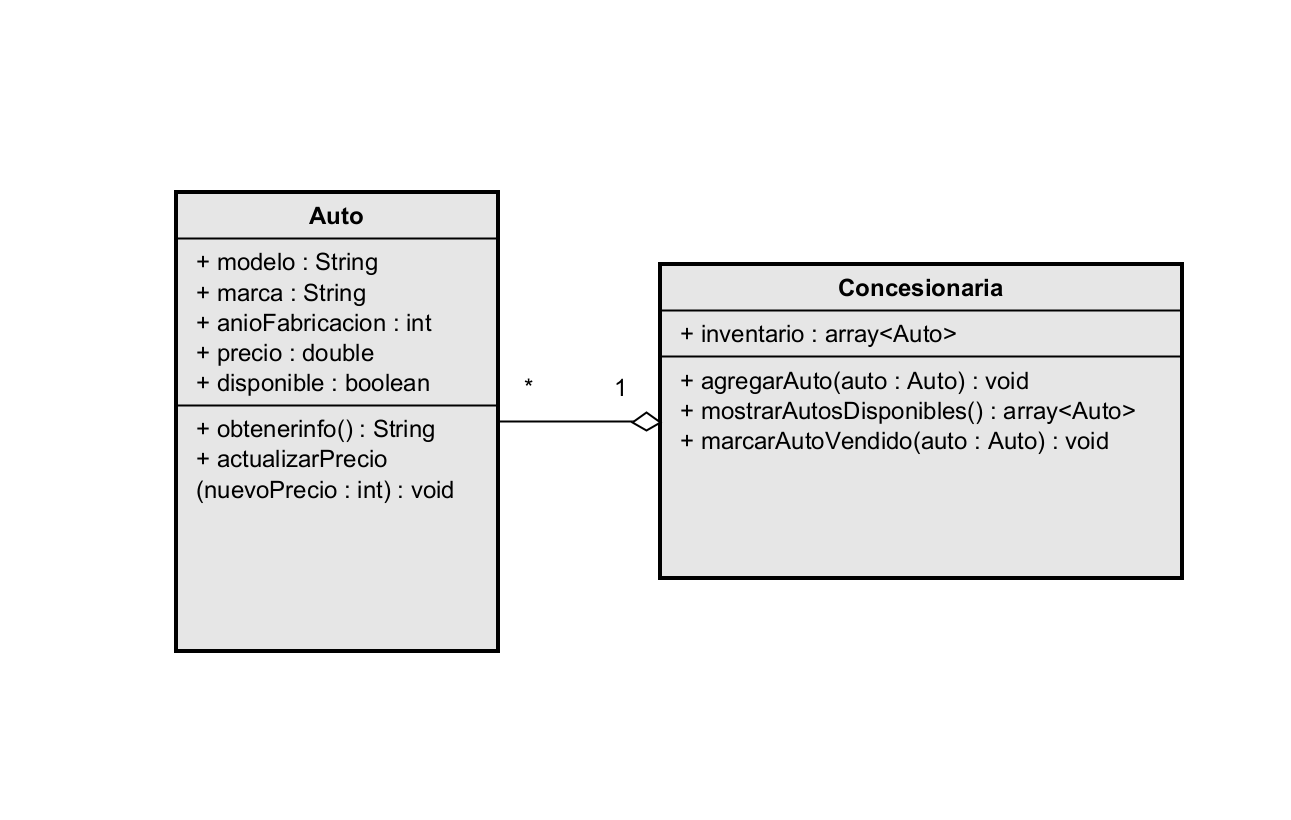 Auto
+ modelo : String
+ marca : String
+ anioFabricacion : int
+ precio : double
+ disponible : boolean
+ obtenerinfo() : String
+ actualizarPrecio
(nuevoPrecio : int) : void
*
1
Concesionaria
+ inventario : array<Auto>
+ agregarAuto(auto : Auto) : void
+ mostrarAutosDisponibles() : array<Auto>
+ marcarAutoVendido(auto : Auto) : void